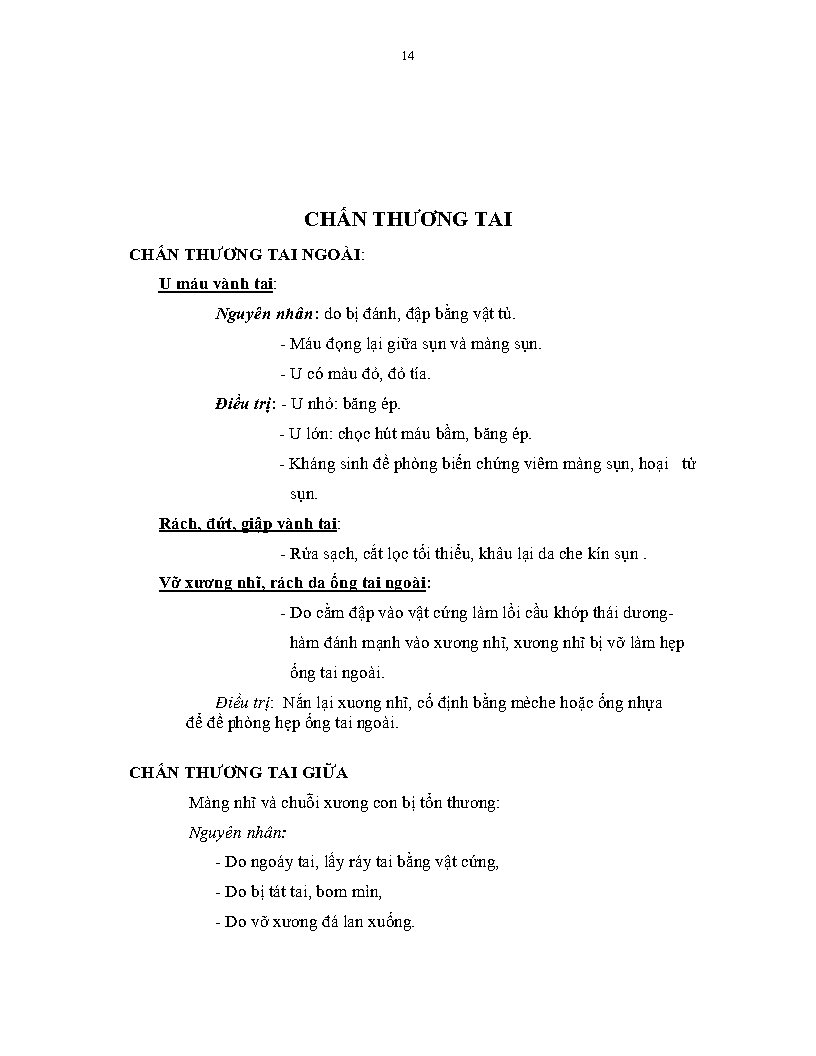 14
CHẤN THƯƠNG TAI
CHẤN THƯƠNG TAI NGOÀI:
U máu vành tai:
Nguyên nhân: do bị đánh, đập bằng vật tù.
- Máu đọng lại giữa sụn và màng sụn.
- U có màu đỏ, đỏ tía.
Điều trị: - U nhỏ: băng ép.
- U lớn: chọc hút máu bầm, băng ép.
- Kháng sinh đề phòng biến chứng viêm màng sụn, hoại tử
sụn.
Rách, đứt, giập vành tai:
- Rửa sạch, cắt lọc tối thiểu, khâu lại da che kín sụn .
Vỡ xương nhĩ, rách da ống tai ngoài:
- Do cằm đập vào vật cứng làm lồi cầu khớp thái dương-
hàm đánh mạnh vào xương nhĩ, xương nhĩ bị vỡ làm hẹp
ống tai ngoài.
Điều trị: Nắn lại xuơng nhĩ, cố định bằng mèche hoặc ống nhựa
để đề phòng hẹp ống tai ngoài.
CHẤN THƯƠNG TAI GIỮA
Màng nhĩ và chuỗi xương con bị tổn thương:
Nguyên nhân:
- Do ngoáy tai, lấy ráy tai bằng vật cứng,
- Do bị tát tai, bom mìn,
- Do vỡ xương đá lan xuống.